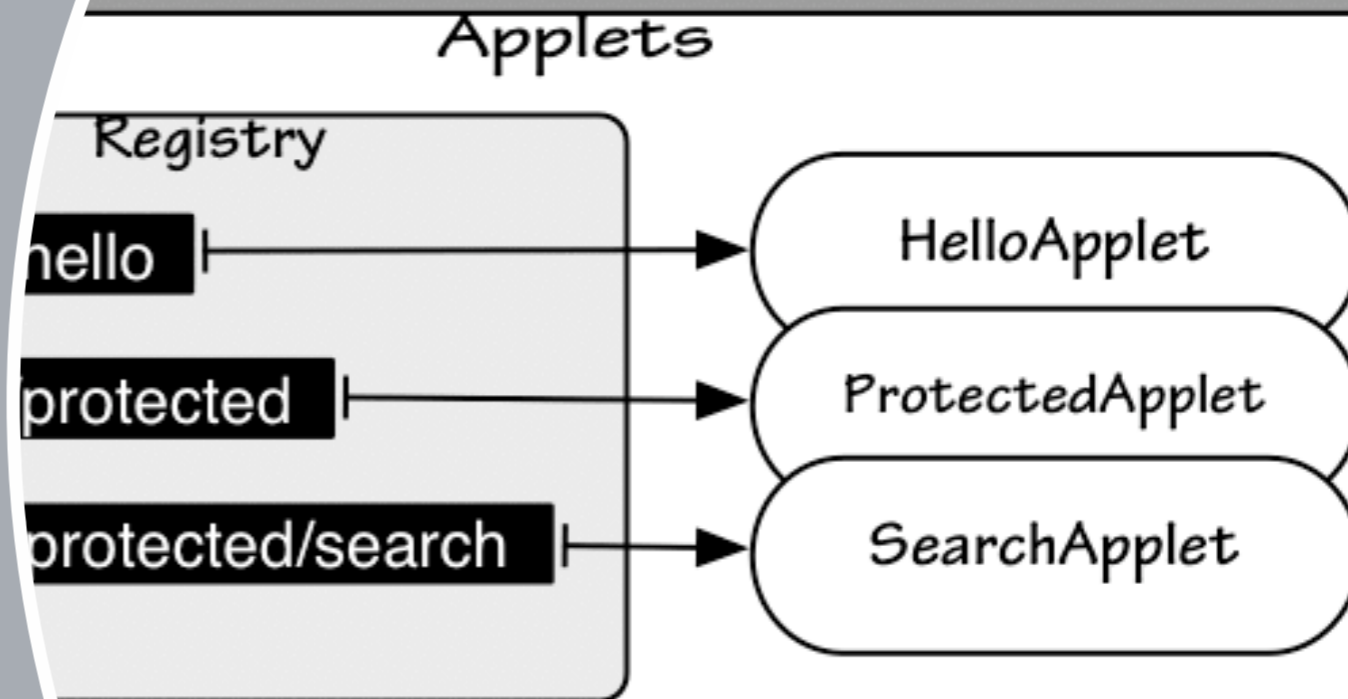 Applets
Registry
hello
HelloApplet
/protected
ProtectedApplet
protected/search
SearchApplet